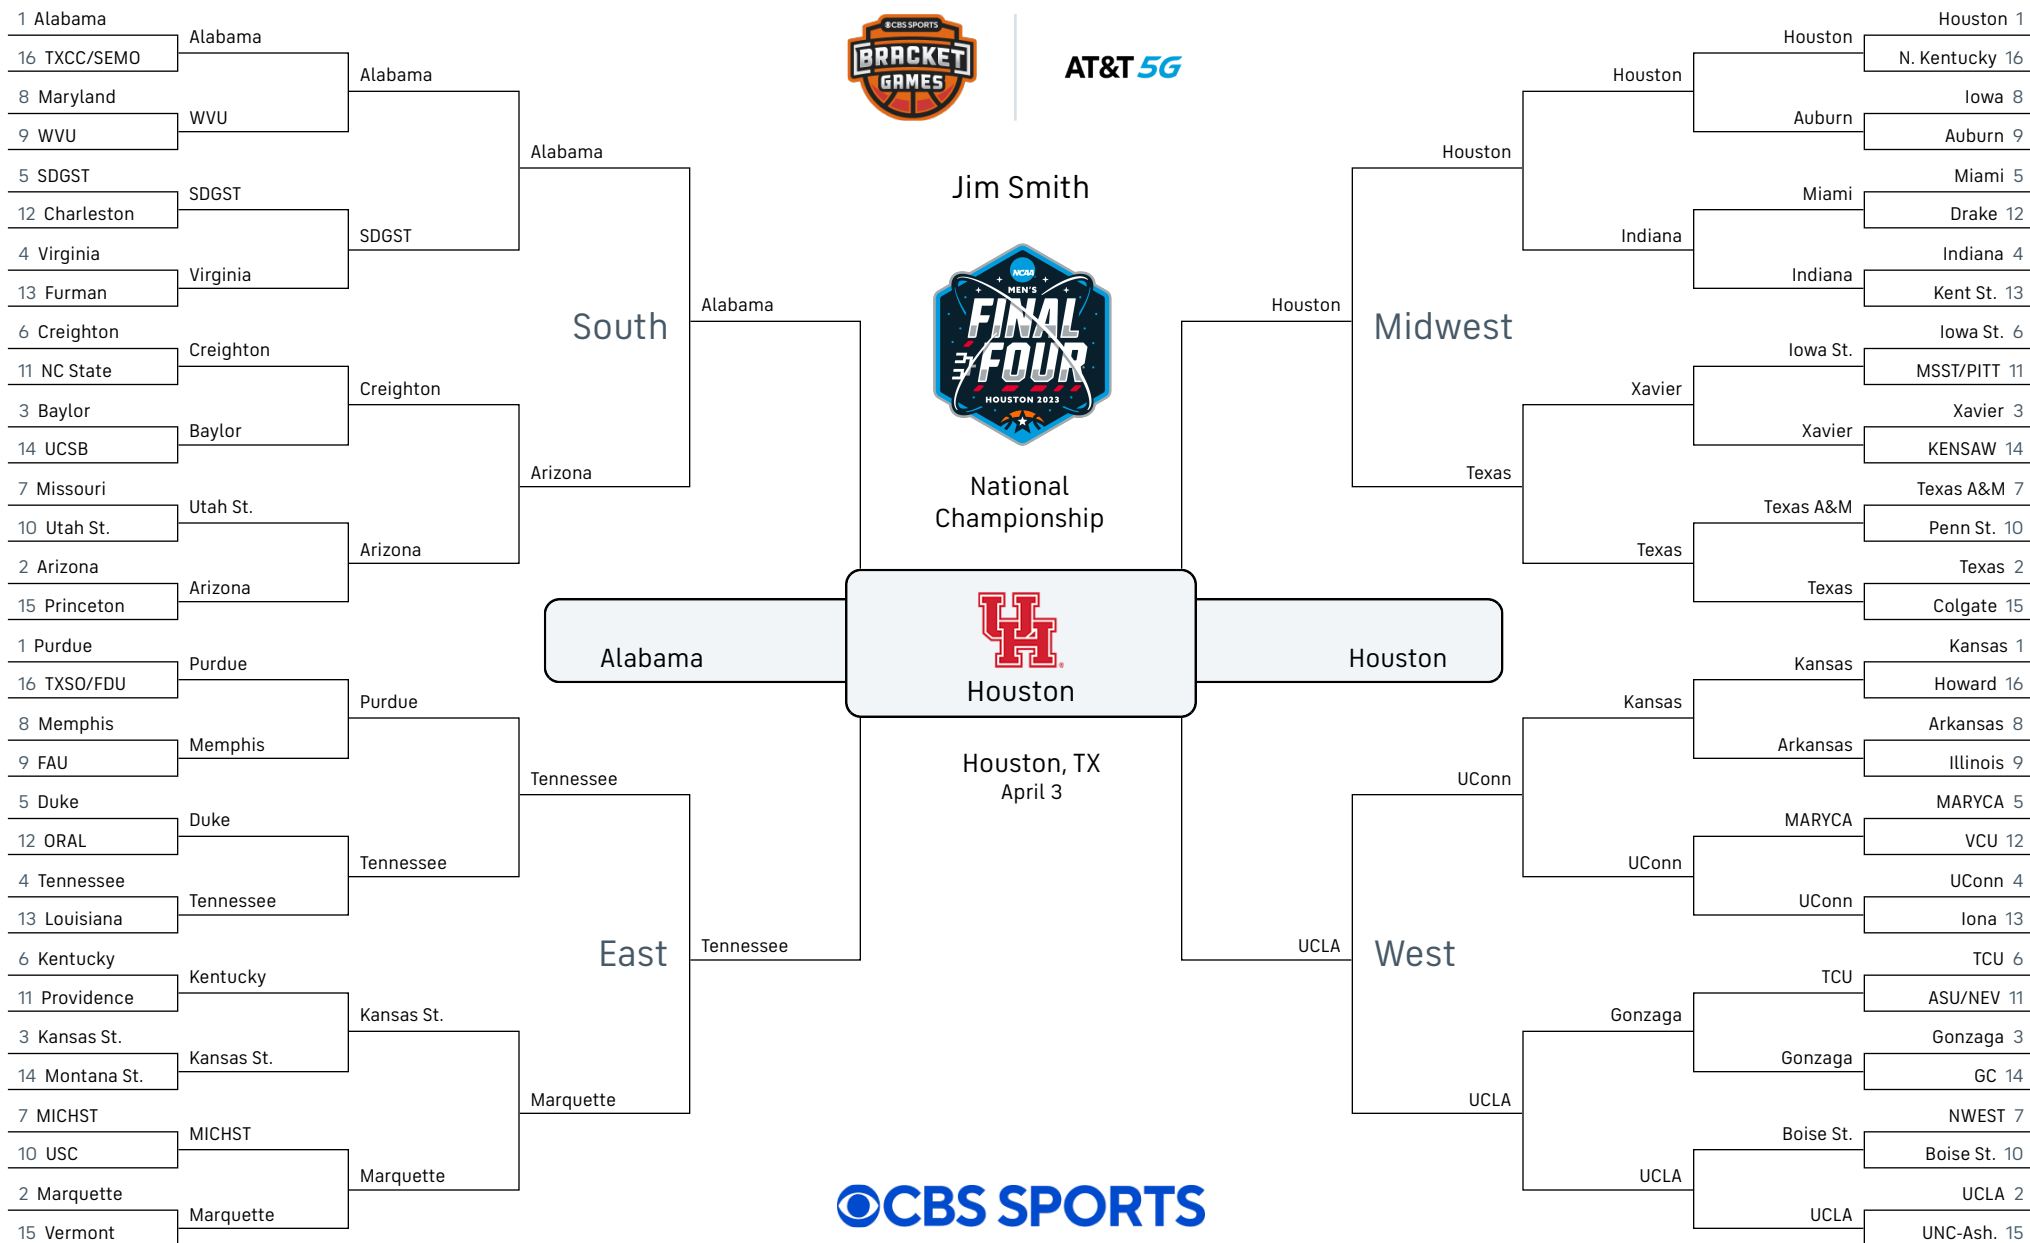 1 Alabama
16 TXCC/SEMO
8 Maryland
9 WVU
5 SDGST
12 Charleston
4 Virginia
13 Furman
6 Creighton
11 NC State
3 Baylor
14 UCSB
7 Missouri
10 Utah St.
2 Arizona
15 Princeton
1 Purdue
16 TXSO/FDU
8 Memphis
9 FAU
5 Duke
12 ORAL
4 Tennessee
13 Louisiana
6 Kentucky
11 Providence
3 Kansas St.
14 Montana St.
7 MICHST
10 USC
2 Marquette
15 Vermont
Alabama
WVU
SDGST
Virginia
Creighton
Baylor
Utah St.
Arizona
Purdue
Memphis
Duke
Tennessee
Kentucky
Kansas St.
MICHST
Marquette
Alabama
SDGST
Creighton
Arizona
Purdue
Tennessee
Kansas St.
Marquette
Alabama
Arizona
Tennessee
Marquette
South
East
Alabama
Tennessee
CBS SPORTS
BRACKET
GAMES
AT&T 5G
Jim Smith
NCAA
MEN'S
FINAL
FOUR
HOUSTON 2023
National
Championship
Alabama
Houston
Houston
UH
Houston, TX
April 3
CBS SPORTS
Houston
UCLA
Midwest
West
Houston
Texas
UConn
UCLA
Houston
Indiana
Xavier
Texas
Kansas
UConn
Gonzaga
UCLA
Houston
Auburn
Miami
Indiana
Iowa St.
Xavier
Texas A&M
Texas
Kansas
Arkansas
MARYCA
UConn
TCU
Gonzaga
Boise St.
UCLA
Houston 1
N. Kentucky 16
Iowa 8
Auburn 9
Miami 5
Drake 12
Indiana 4
Kent St. 13
Iowa St. 6
MSST/PITT 11
Xavier 3
KENSAW 14
Texas A&M 7
Penn St. 10
Texas 2
Colgate 15
Kansas 1
Howard 16
Arkansas 8
Illinois 9
MARYCA 5
VCU 12
UConn 4
Iona 13
TCU 6
ASU/NEV 11
Gonzaga 3
GC 14
NWEST 7
Boise St. 10
UCLA 2
UNC-Ash. 15